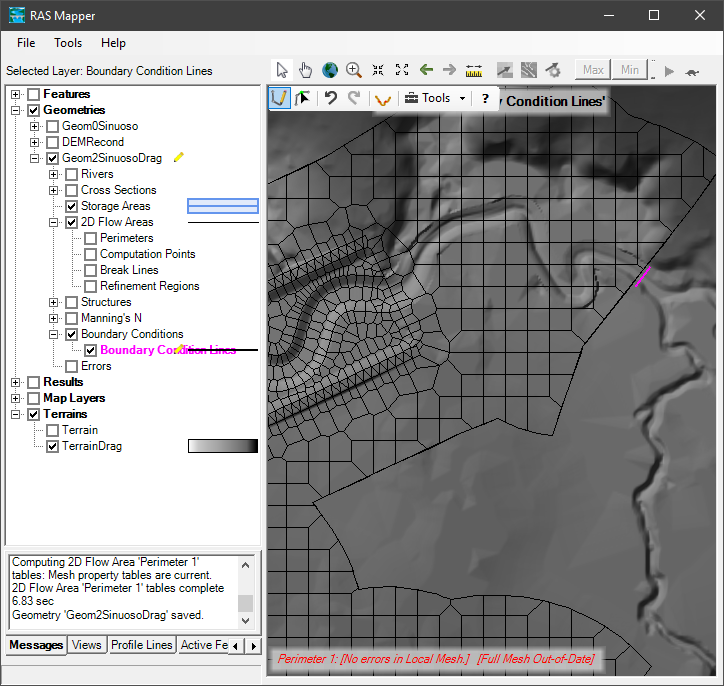 RAS Mapper
File Tools Help
Selected Layer: Boundary Condition Lines
Max Min
Tools ?
y Condition Lines'
Features
Geometries
Geom0Sinuoso
DEMRecond
Geom2SinuosoDrag
Rivers
Cross Sections
Storage Areas
2D Flow Areas
Perimeters
Computation Points
Break Lines
Refinement Regions
Structures
Manning's N
Boundary Conditions
Boundary Condition Lines
Errors
Results
Map Layers
Terrains
Terrain
TerrainDrag
Computing 2D Flow Area 'Perimeter 1'
tables: Mesh property tables are current.
2D Flow Area 'Perimeter 1' tables complete
6.83 sec
Geometry 'Geom2SinuosoDrag' saved.
Messages Views Profile Lines Active Fe
Perimeter 1: [No errors in Local Mesh.] [Full Mesh Out-of-Date]